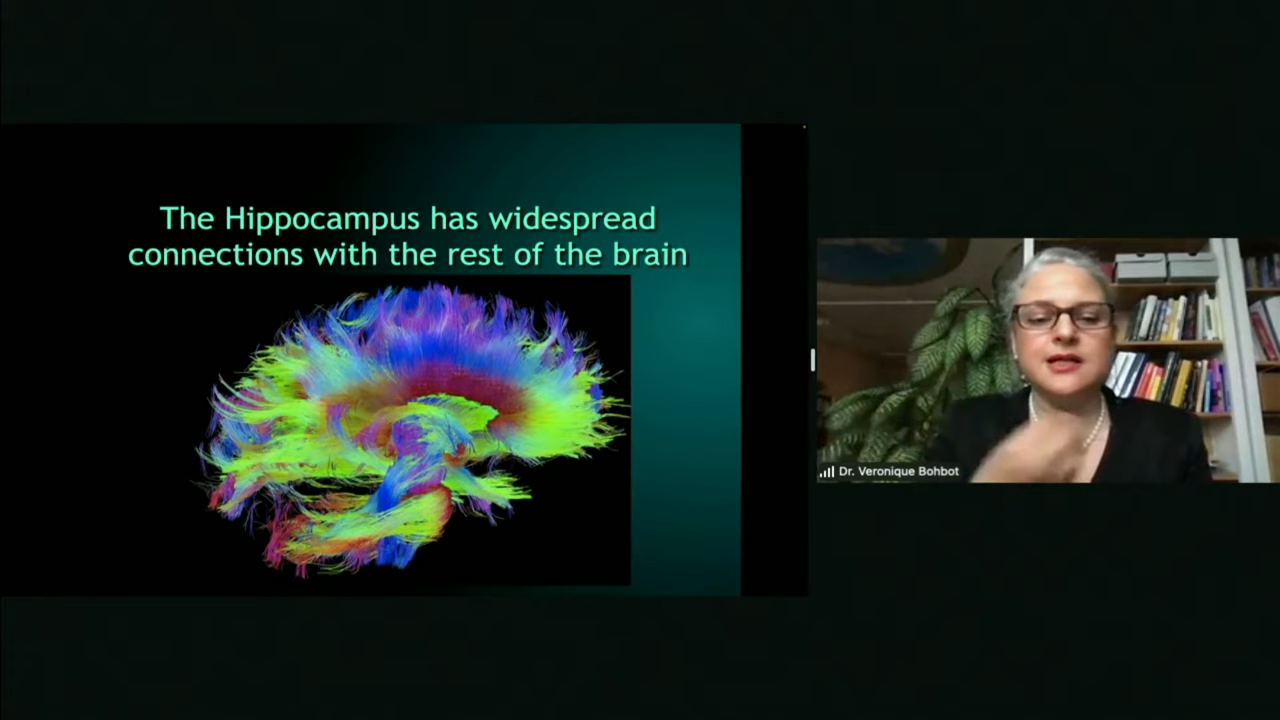 The Hippocampus has widespread
connections with the rest of the brain
Dr. Veronique Bohbot